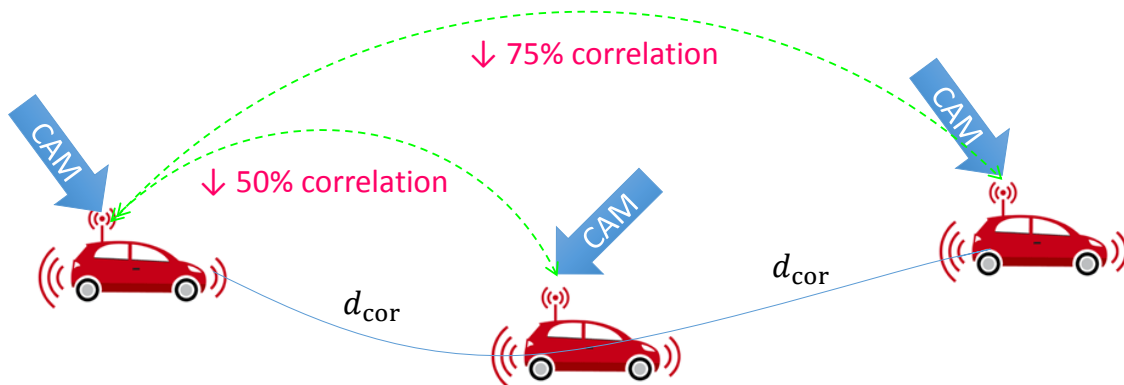 ↓ 75% correlation
CAM
CAM
↓ 50% correlation
CAM
d_cor
d_cor